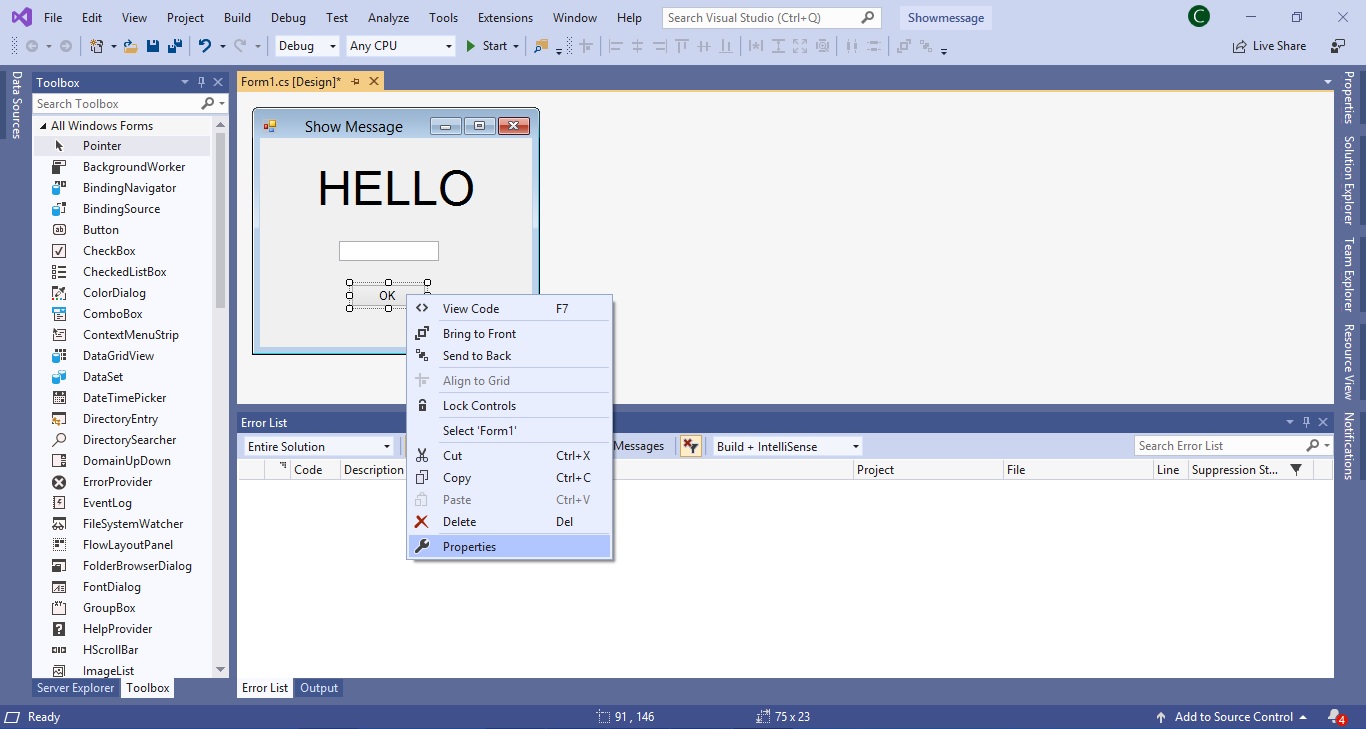 File Edit View Project Build Debug Test Analyze Tools Extensions Window Help Search Visual Studio (Ctrl+Q) Showmessage C
Debug Any CPU Start Live Share
Data Sources
Toolbox
Search Toolbox
All Windows Forms
Pointer
BackgroundWorker
BindingNavigator
BindingSource
Button
CheckBox
CheckedListBox
ColorDialog
ComboBox
ContextMenuStrip
DataGridView
DataSet
DateTimePicker
DirectoryEntry
DirectorySearcher
DomainUpDown
ErrorProvider
EventLog
FileSystemWatcher
FlowLayoutPanel
FolderBrowserDialog
FontDialog
GroupBox
HelpProvider
HScrollBar
ImageList
Server Explorer Toolbox
Form1.cs [Design]*
Show Message
HELLO
OK
View Code F7
Bring to Front
Send to Back
Align to Grid
Lock Controls
Select 'Form1'
Cut Ctrl+X
Copy Ctrl+C
Paste Ctrl+V
Delete Del
Properties
Error List
Entire Solution Messages Build + IntelliSense Search Error List
Code Description Project File Line Suppression St...
Error List Output
Properties
Solution Explorer
Team Explorer
Resource View
Notifications
Ready 91 , 146 75 x 23 Add to Source Control 4